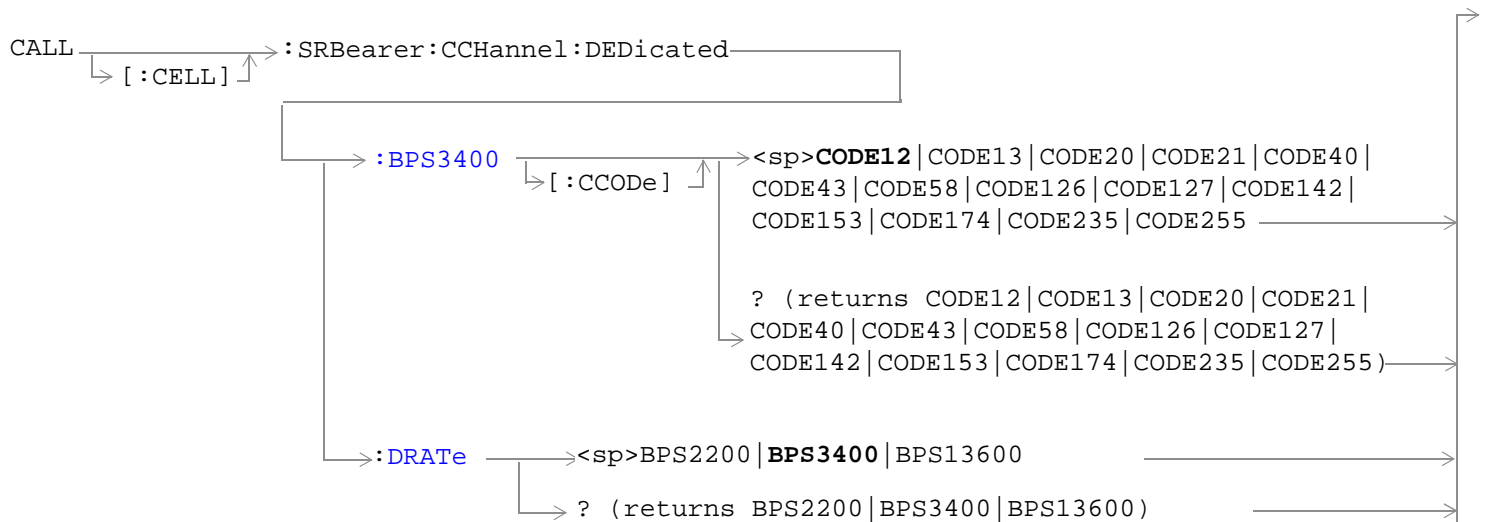 CALL
:SRBearer:CCHannel:DEDicated
[:CELL]
:BPS3400
<sp>CODE12|CODE13|CODE20|CODE21|CODE40|
[:CCODe]
CODE43|CODE58|CODE126|CODE127|CODE142|
CODE153|CODE174|CODE235|CODE255
? (returns CODE12|CODE13|CODE20|CODE21|
CODE40|CODE43|CODE58|CODE126|CODE127|
CODE142|CODE153|CODE174|CODE235|CODE255)
:DRATe
<sp>BPS2200|BPS3400|BPS13600
? (returns BPS2200|BPS3400|BPS13600)